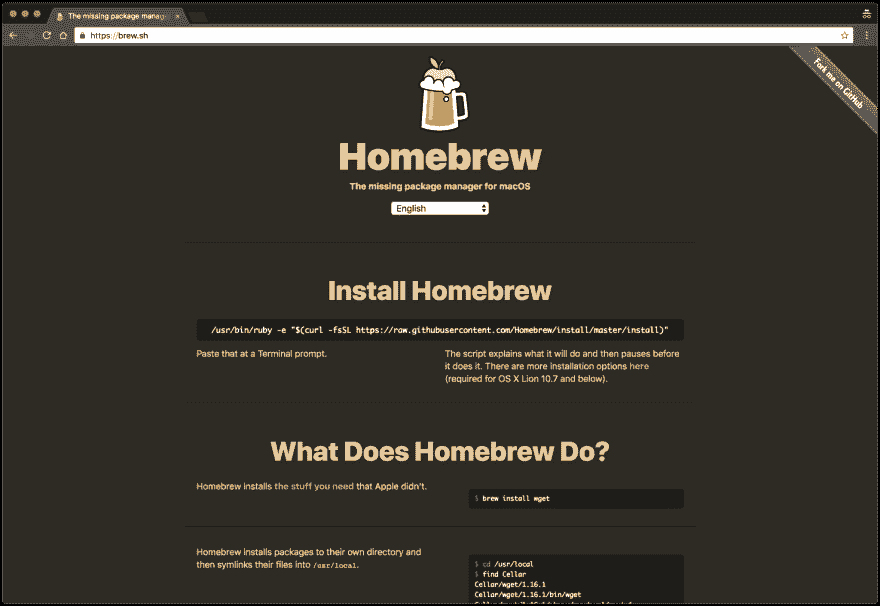 The missing package manag
https://brew.sh
Fork me on GitHub
Homebrew
The missing package manager for macOS
English
Install Homebrew
/usr/bin/ruby -e "$(curl -fsSL https://raw.githubusercontent.com/Homebrew/install/master/install)"
Paste that at a Terminal prompt.
The script explains what it will do and then pauses before
it does it. There are more installation options here
(required for OS X Lion 10.7 and below).
What Does Homebrew Do?
Homebrew installs the stuff you need that Apple didn't.
$ brew install wget
Homebrew installs packages to their own directory and
then symlinks their files into /usr/local.
$ cd /usr/local
$ find Cellar
Cellar/wget/1.16.1
Cellar/wget/1.16.1/bin/wget